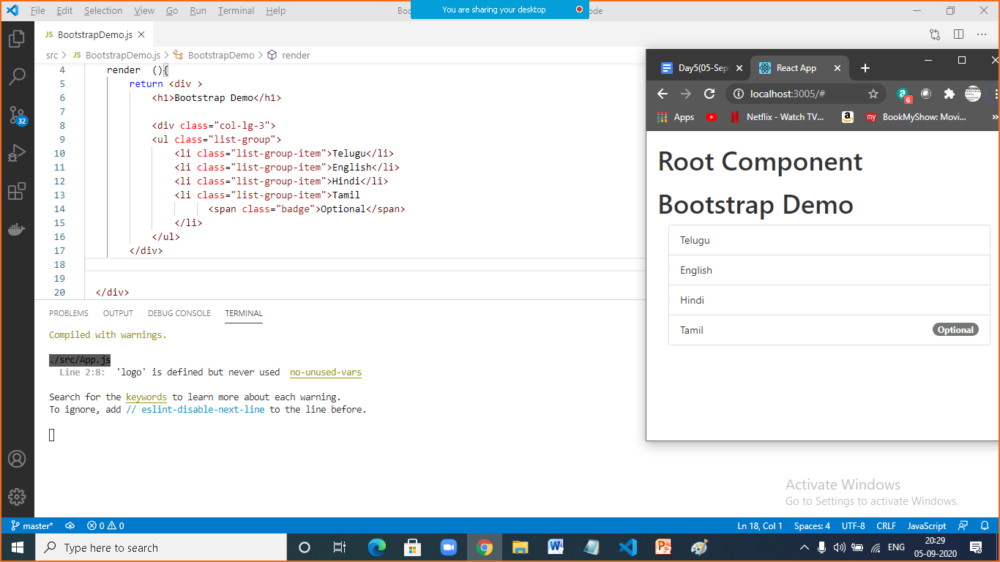 File Edit Selection View Go Run Terminal Help
You are sharing your desktop
JS BootstrapDemo.js
src > JS BootstrapDemo.js > BootstrapDemo > render
4 render (){
5 return <div >
6 <h1>Bootstrap Demo</h1>
7
8 <div class="col-lg-3">
9 <ul class="list-group">
10 <li class="list-group-item">Telugu</li>
11 <li class="list-group-item">English</li>
12 <li class="list-group-item">Hindi</li>
13 <li class="list-group-item">Tamil
14 <span class="badge">Optional</span>
15 </li>
16 </ul>
17 </div>
18
19
20 </div>
PROBLEMS OUTPUT DEBUG CONSOLE TERMINAL
Compiled with warnings.
./src/App.js
Line 2:8: 'logo' is defined but never used no-unused-vars
Search for the keywords to learn more about each warning.
To ignore, add // eslint-disable-next-line to the line before.
32
Day5(05-Sept
React App
localhost:3005/#
6
Apps
Netflix - Watch TV...
my BookMyShow: Movi...
Root Component
Bootstrap Demo
Telugu
English
Hindi
Tamil Optional
Activate Windows
Go to Settings to activate Windows.
master* 0 0
Ln 18, Col 1 Spaces: 4 UTF-8 CRLF JavaScript
Type here to search
ENG
20:29
05-09-2020